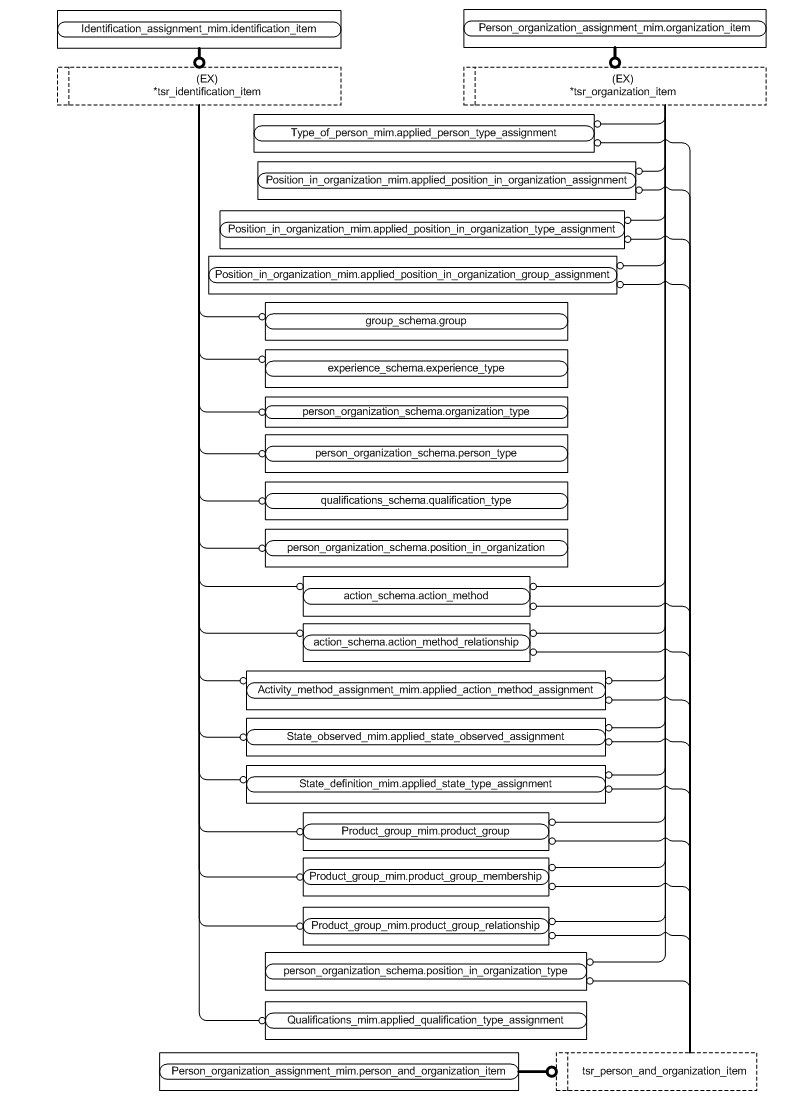 Identification_assignment_mim.identification_item
Person_organization_assignment_mim.organization_item
(EX)
*tsr_identification_item
(EX)
*tsr_organization_item
Type_of_person_mim.applied_person_type_assignment
Position_in_organization_mim.applied_position_in_organization_assignment
Position_in_organization_mim.applied_position_in_organization_type_assignment
Position_in_organization_mim.applied_position_in_organization_group_assignment
group_schema.group
experience_schema.experience_type
person_organization_schema.organization_type
person_organization_schema.person_type
qualifications_schema.qualification_type
person_organization_schema.position_in_organization
action_schema.action_method
action_schema.action_method_relationship
Activity_method_assignment_mim.applied_action_method_assignment
State_observed_mim.applied_state_observed_assignment
State_definition_mim.applied_state_type_assignment
Product_group_mim.product_group
Product_group_mim.product_group_membership
Product_group_mim.product_group_relationship
person_organization_schema.position_in_organization_type
Qualifications_mim.applied_qualification_type_assignment
Person_organization_assignment_mim.person_and_organization_item
tsr_person_and_organization_item